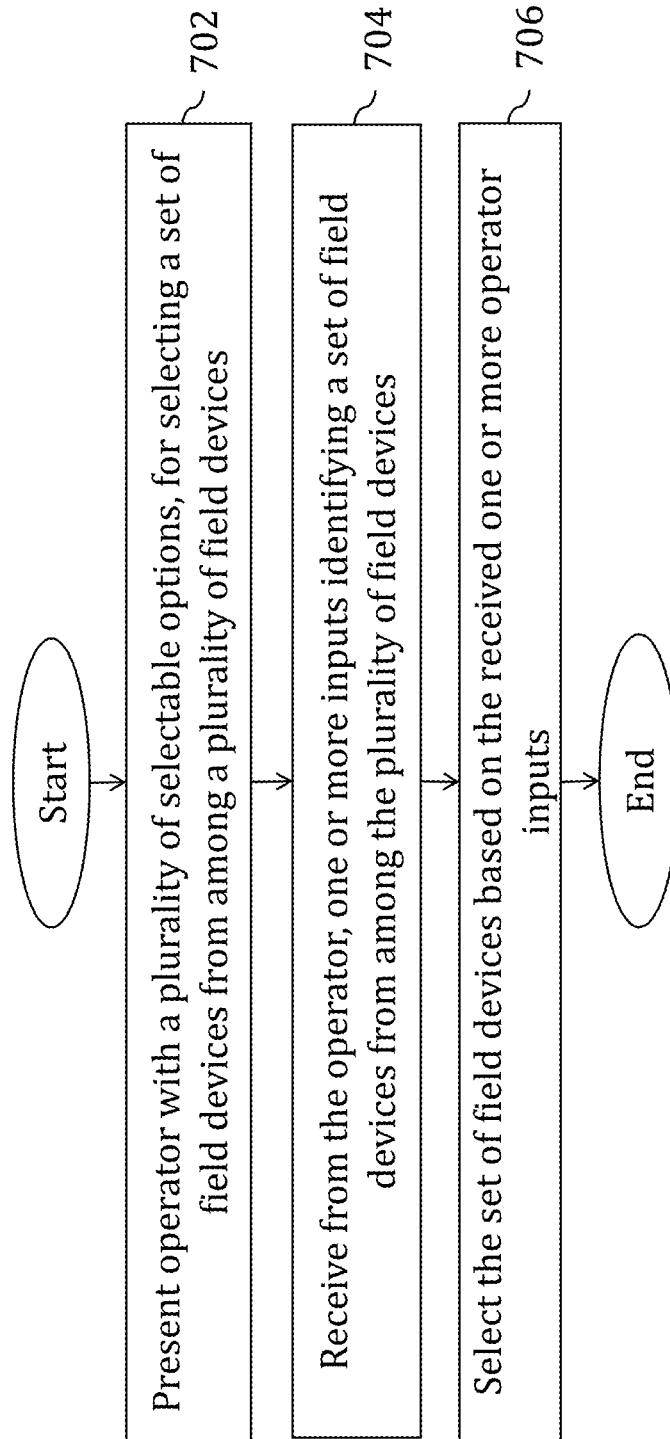 Start
Present operator with a plurality of selectable options, for selecting a set of
field devices from among a plurality of field devices
702
Receive from the operator, one or more inputs identifying a set of field
devices from among the plurality of field devices
704
Select the set of field devices based on the received one or more operator
inputs
706
End